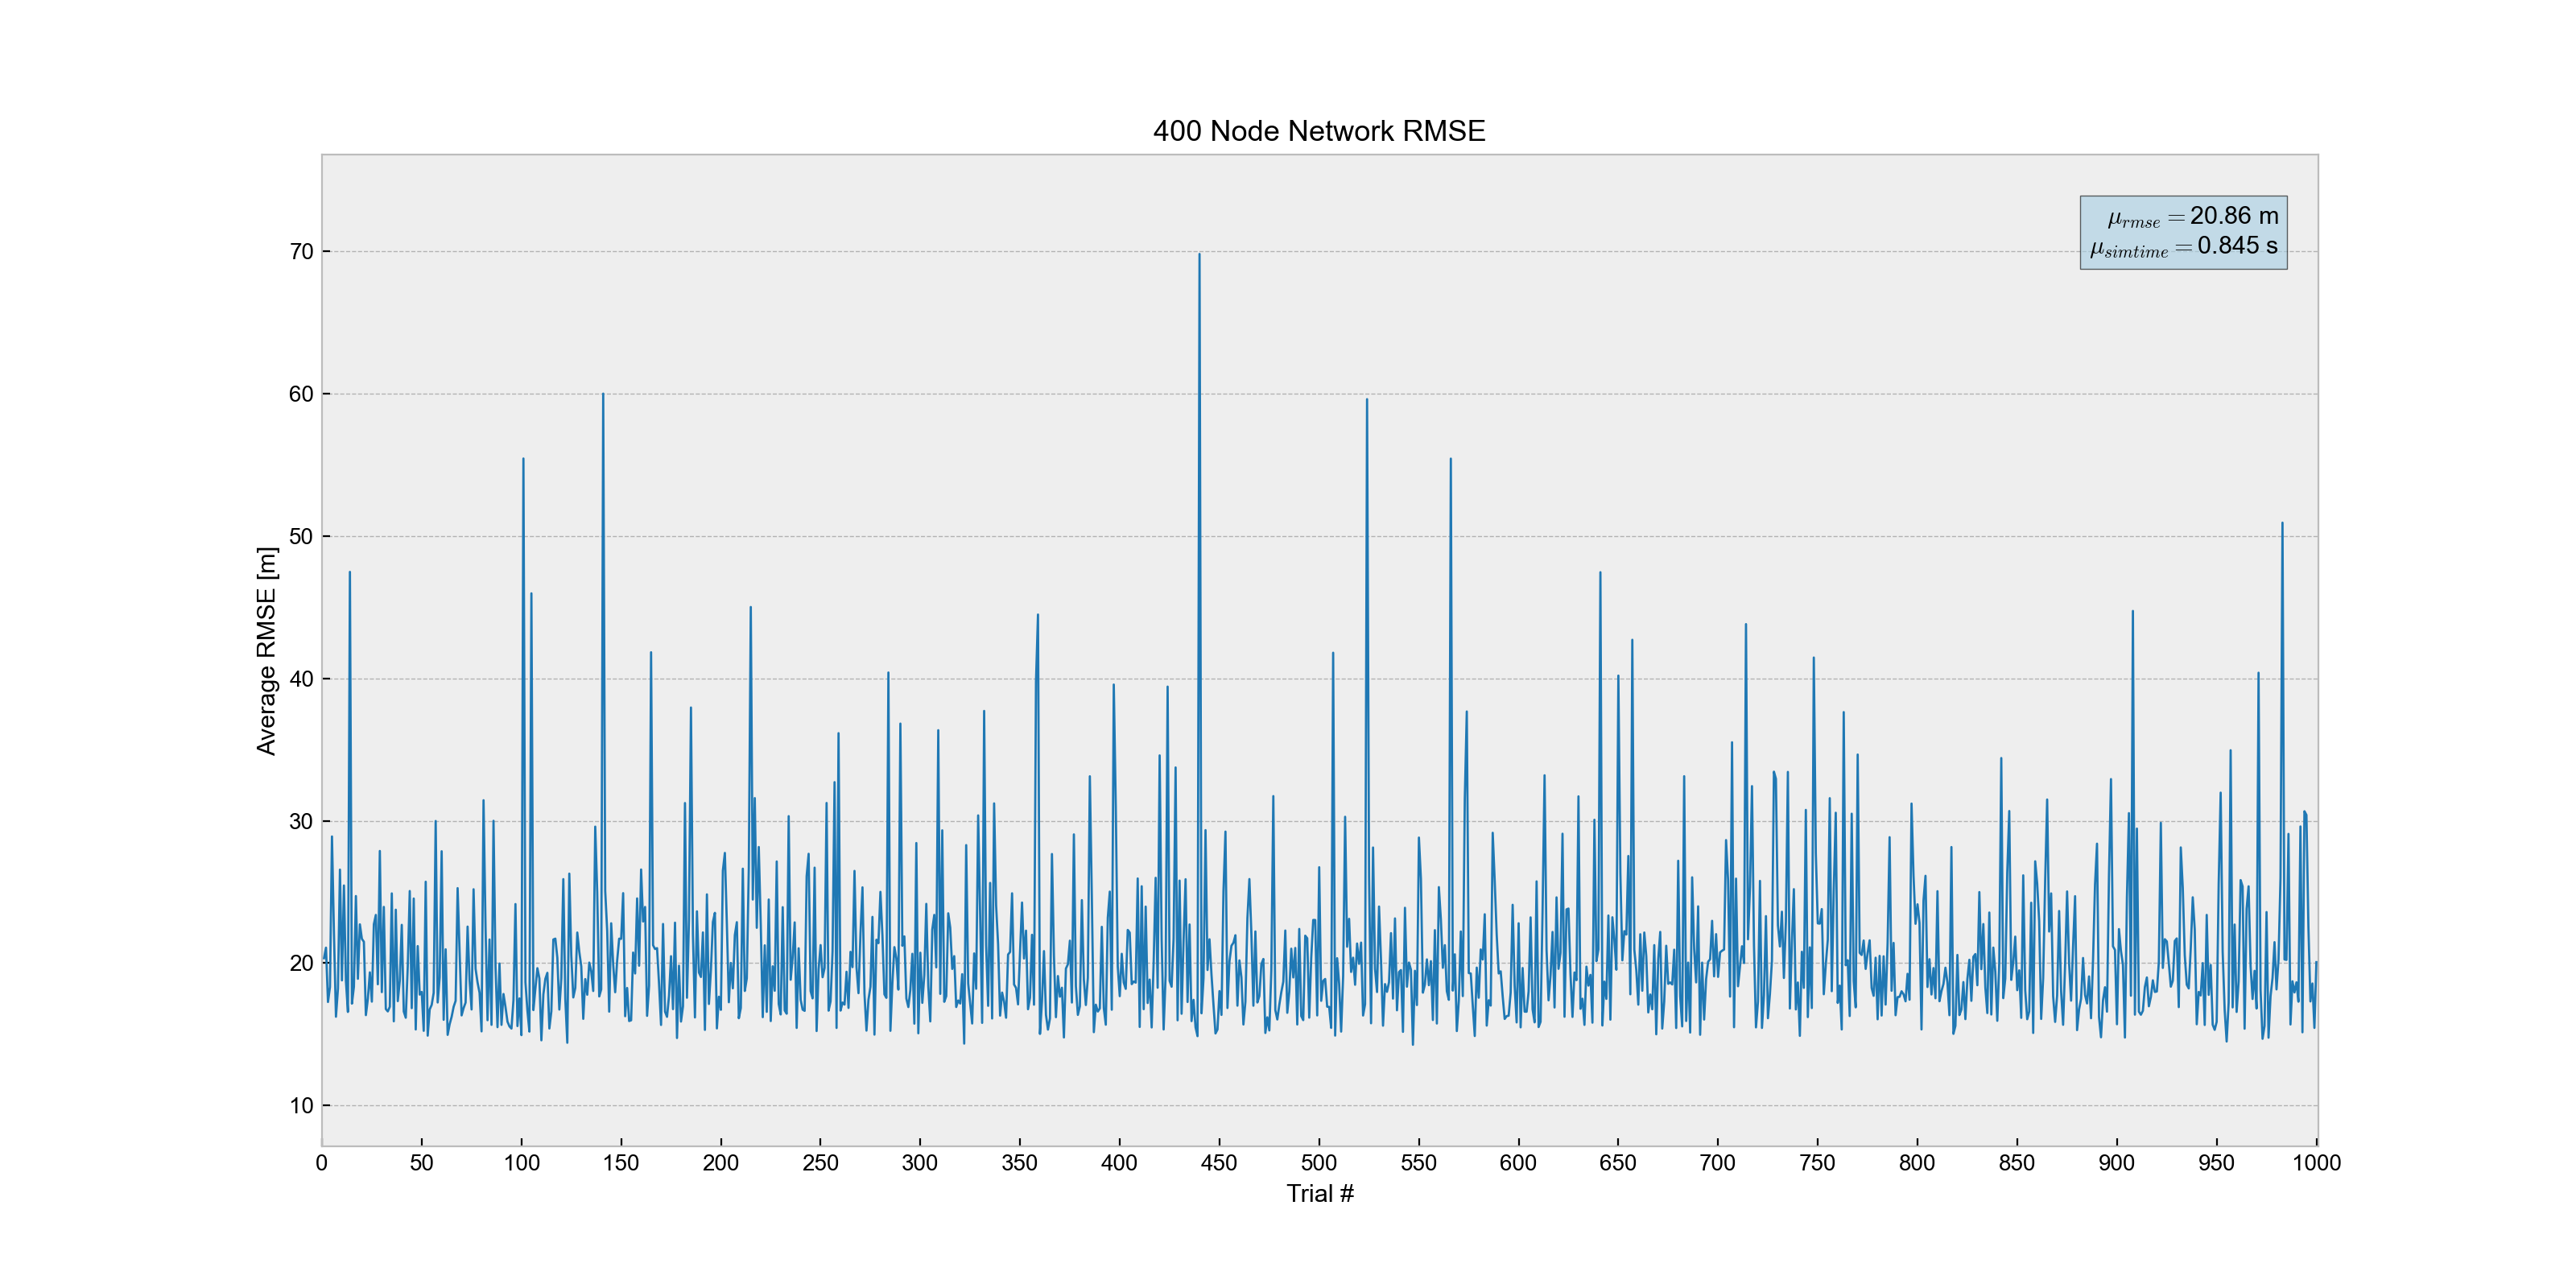 400 Node Network RMSE
μ_rmse = 20.86 m
μ_simtime = 0.845 s
Average RMSE [m]
70
60
50
40
30
20
10
0 50 100 150 200 250 300 350 400 450 500 550 600 650 700 750 800 850 900 950 1000
Trial #